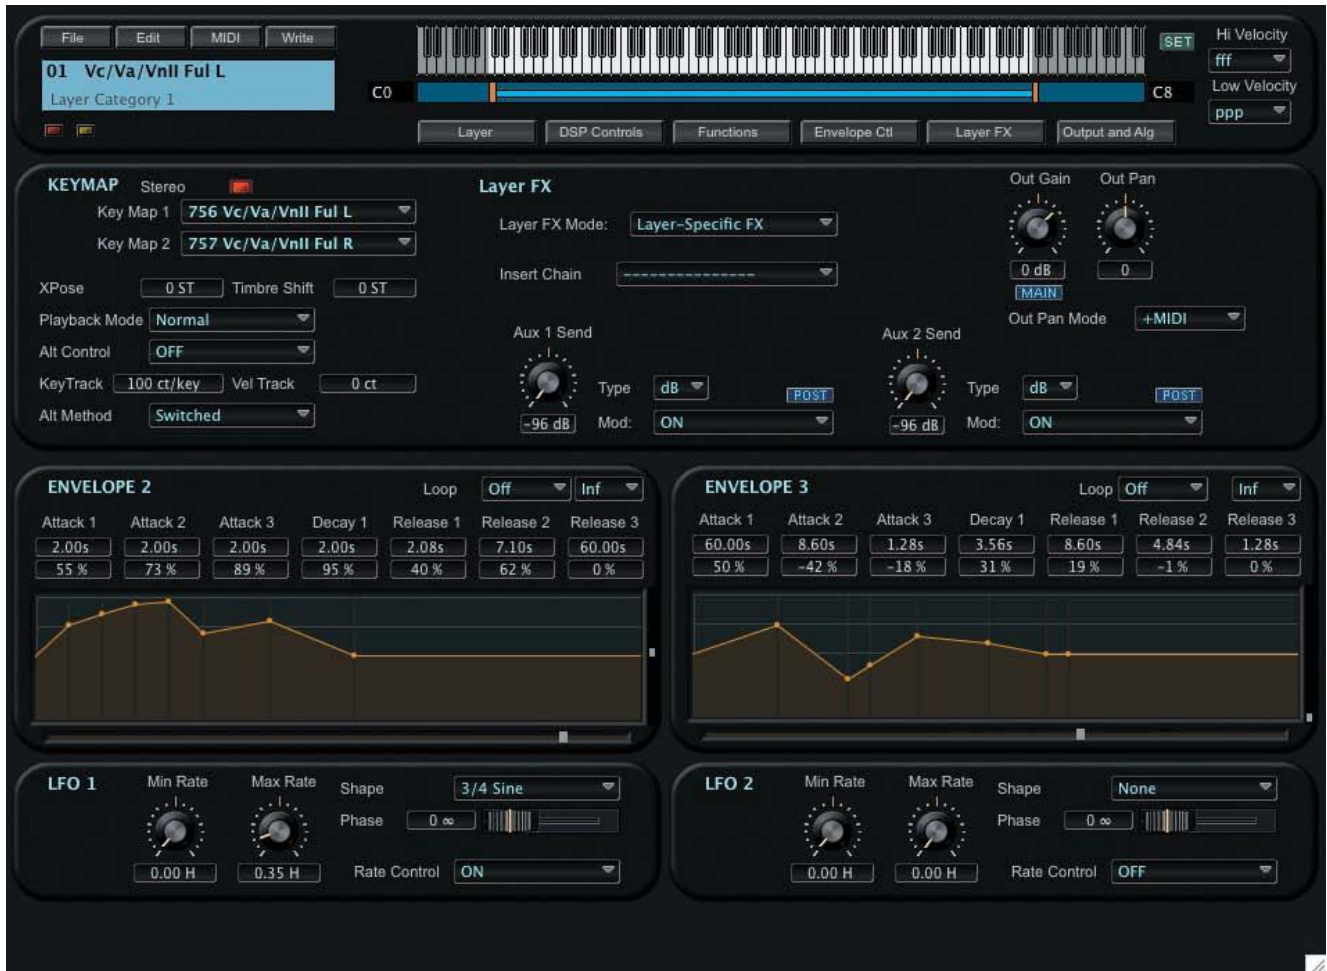 File Edit MIDI Write
01 Vc/Va/VnII Ful L
Layer Category 1
C0 C8
SET
Hi Velocity
fff
Low Velocity
ppp
Layer DSP Controls Functions Envelope Ctl Layer FX Output and Alg
KEYMAP Stereo
Key Map 1 756 Vc/Va/VnII Ful L
Key Map 2 757 Vc/Va/VnII Ful R
XPose 0 ST Timbre Shift 0 ST
Playback Mode Normal
Alt Control OFF
KeyTrack 100 ct/key Vel Track 0 ct
Alt Method Switched
Layer FX
Layer FX Mode: Layer-Specific FX
Insert Chain ---------------
Out Gain Out Pan
0 dB 0
MAIN
Out Pan Mode +MIDI
Aux 1 Send
Type dB POST
-96 dB Mod: ON
Aux 2 Send
Type dB POST
-96 dB Mod: ON
ENVELOPE 2 Loop Off Inf
Attack 1 Attack 2 Attack 3 Decay 1 Release 1 Release 2 Release 3
2.00s 2.00s 2.00s 2.00s 2.08s 7.10s 60.00s
55 % 73 % 89 % 95 % 40 % 62 % 0 %
ENVELOPE 3 Loop Off Inf
Attack 1 Attack 2 Attack 3 Decay 1 Release 1 Release 2 Release 3
60.00s 8.60s 1.28s 3.56s 8.60s 4.84s 1.28s
50 % -42 % -18 % 31 % 19 % -1 % 0 %
LFO 1 Min Rate Max Rate Shape 3/4 Sine
Phase 0 ∞
0.00 H 0.35 H Rate Control ON
LFO 2 Min Rate Max Rate Shape None
Phase 0 ∞
0.00 H 0.00 H Rate Control OFF